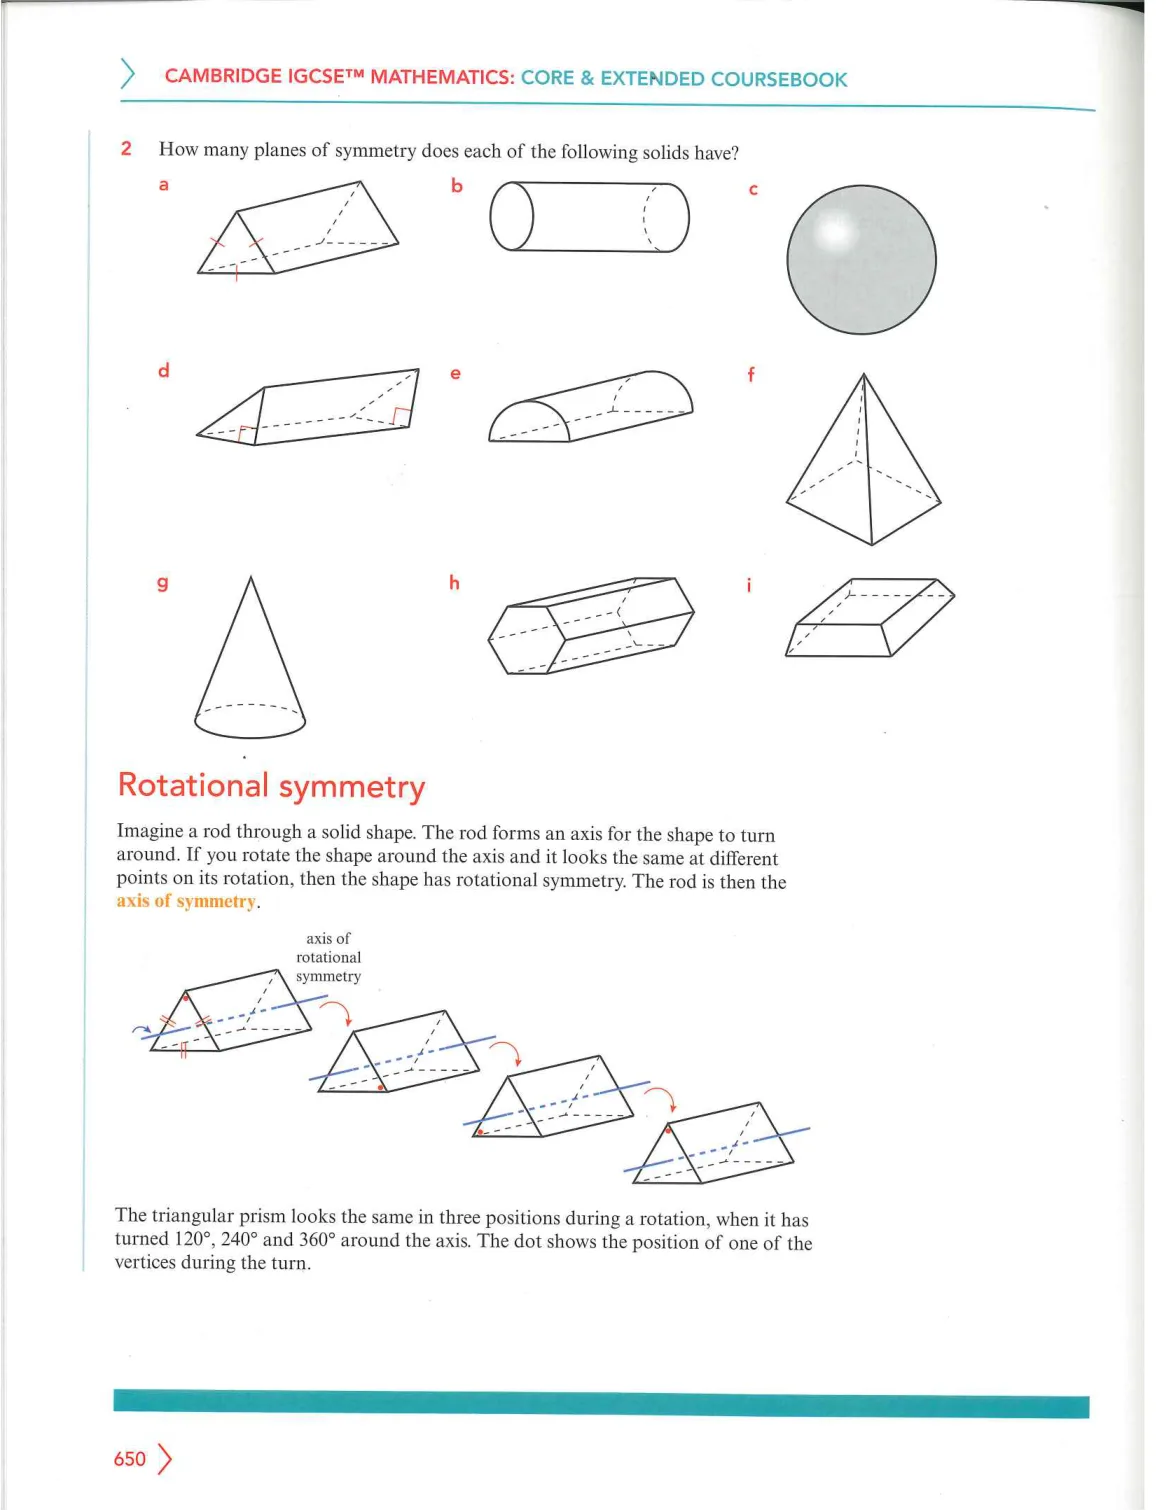 CAMBRIDGE IGCSE™ MATHEMATICS: CORE & EXTENDED COURSEBOOK
2 How many planes of symmetry does each of the following solids have?
a b c
d e f
g h i
Rotational symmetry
Imagine a rod through a solid shape. The rod forms an axis for the shape to turn
around. If you rotate the shape around the axis and it looks the same at different
points on its rotation, then the shape has rotational symmetry. The rod is then the
axis of symmetry.
axis of
rotational
symmetry
The triangular prism looks the same in three positions during a rotation, when it has
turned 120°, 240° and 360° around the axis. The dot shows the position of one of the
vertices during the turn.
650